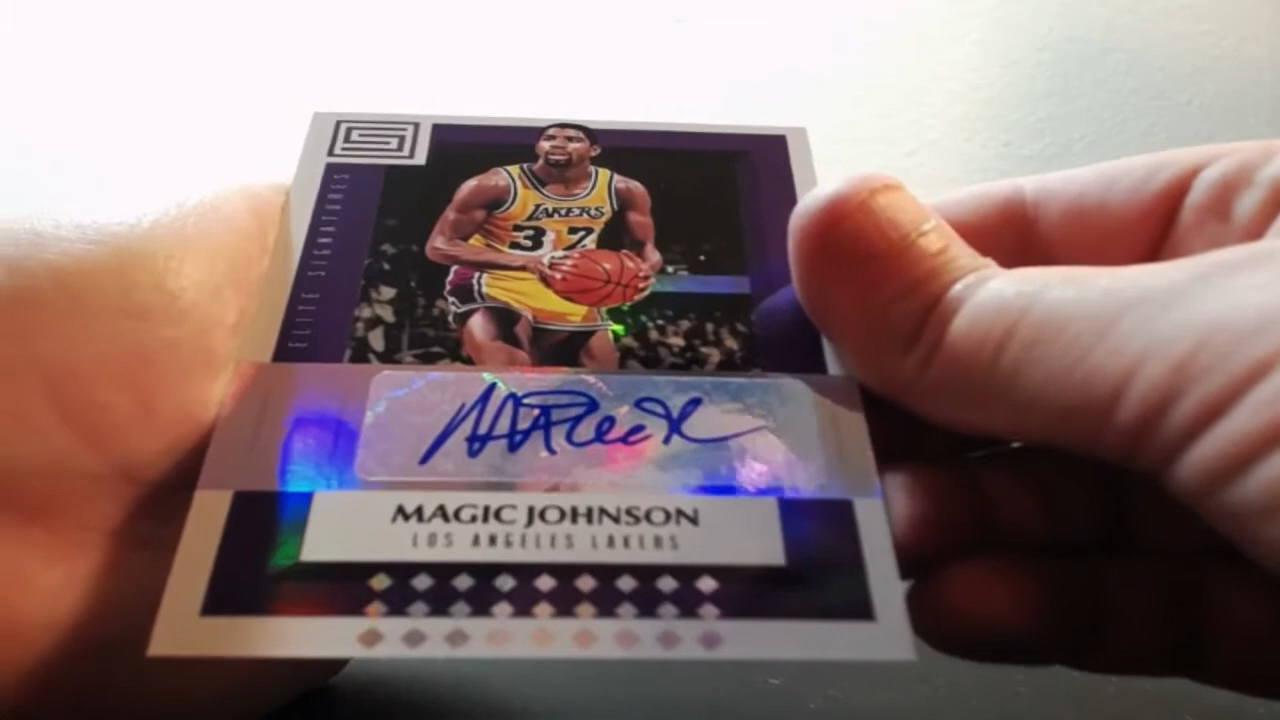 ELITE SIGNATURES
LAKERS
32
MAGIC JOHNSON
LOS ANGELES LAKERS